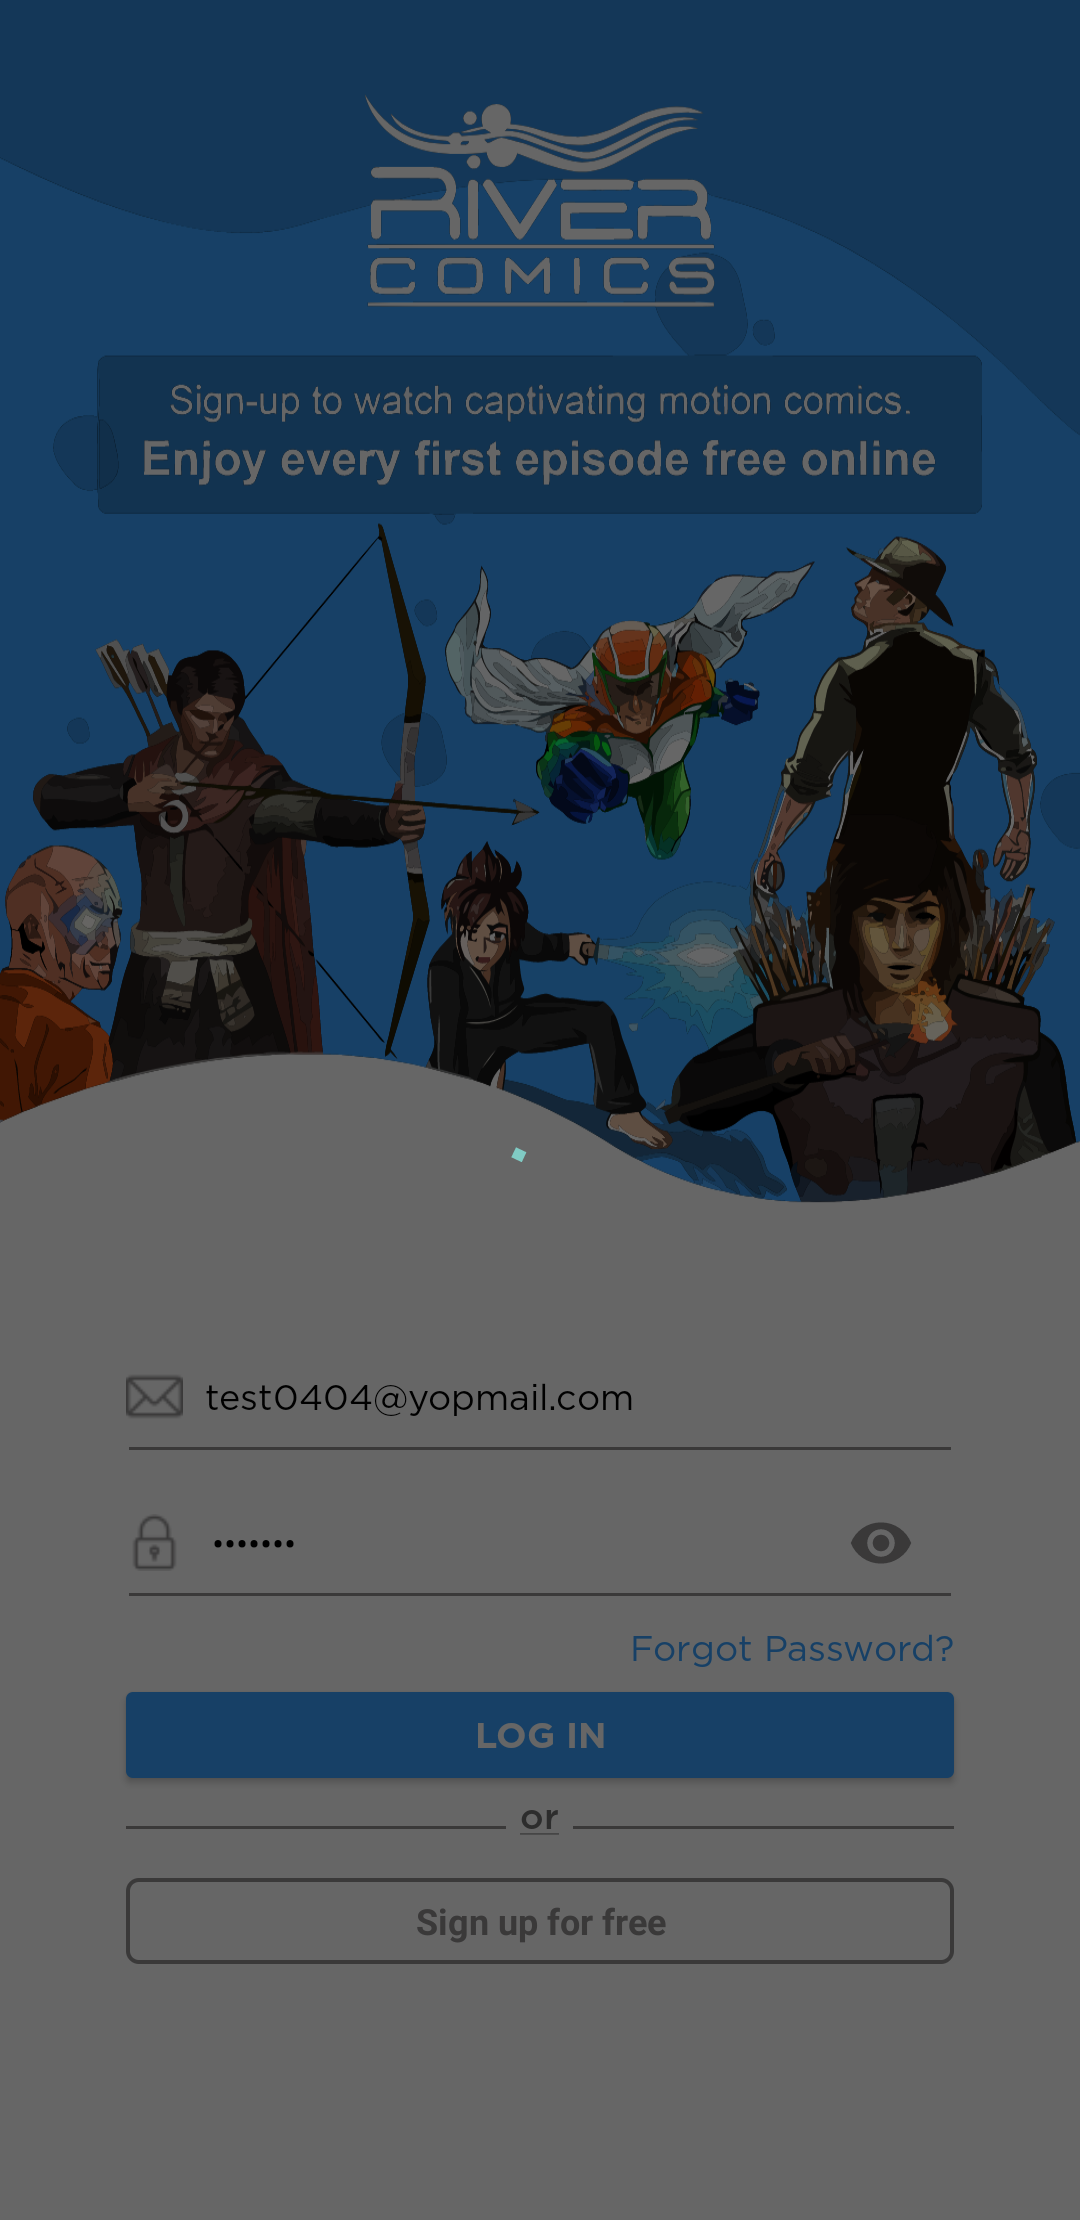 RiVER
COMICS
Sign-up to watch captivating motion comics.
Enjoy every first episode free online
test0404@yopmail.com
•••••••
Forgot Password?
LOG IN
or
Sign up for free